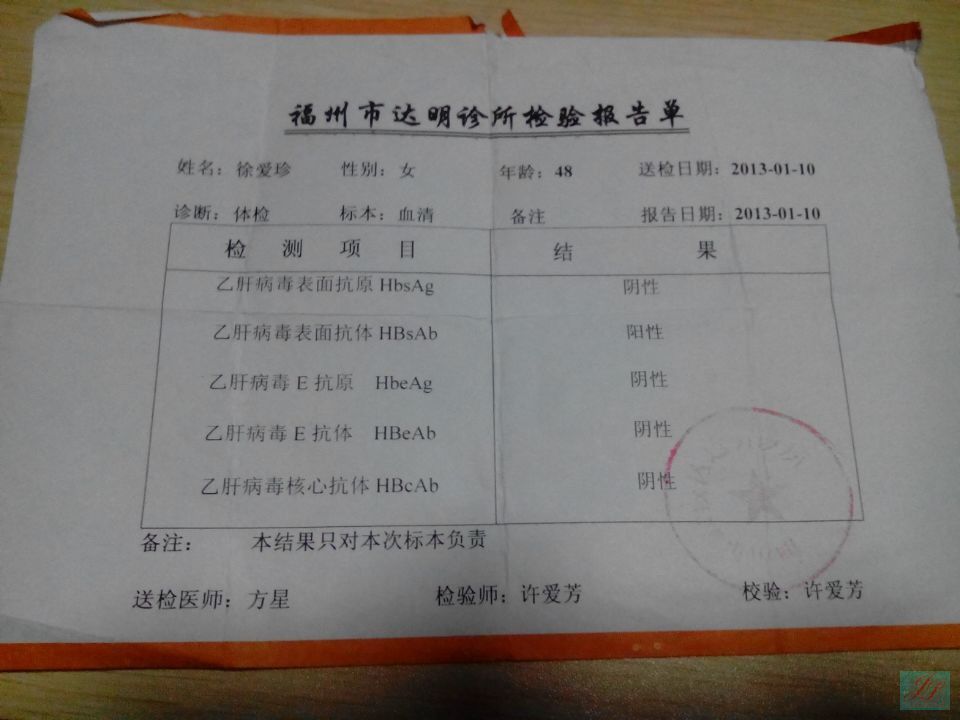 福州市达明诊所检验报告单
姓名：徐爱珍 性别：女 年龄：48 送检日期：2013-01-10
诊断：体检 标本：血清 备注 报告日期：2013-01-10
检 测 项 目 结 果
乙肝病毒表面抗原 HbsAg 阴性
乙肝病毒表面抗体 HBsAb 阳性
乙肝病毒 E 抗原 HbeAg 阴性
乙肝病毒 E 抗体 HBeAb 阴性
乙肝病毒核心抗体 HBcAb 阴性
备注： 本结果只对本次标本负责
送检医师：方星 检验师：许爱芳 校验：许爱芳